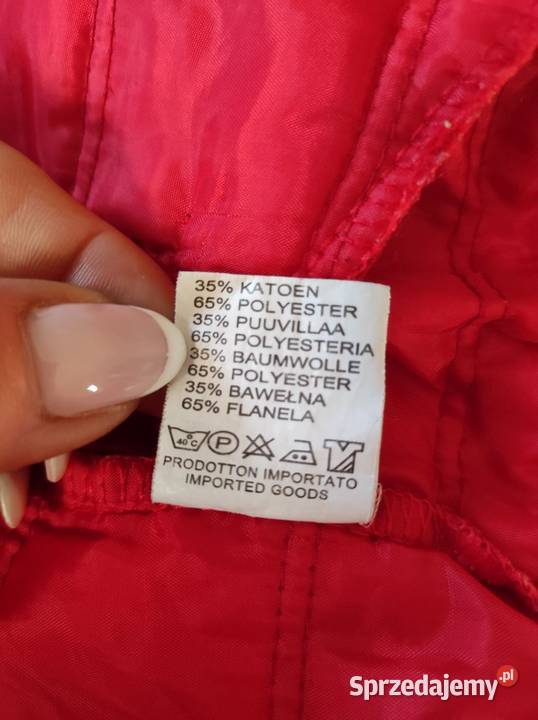 35% KATOEN
65% POLYESTER
35% PUUVILLAA
65% POLYESTERIA
35% BAUMWOLLE
65% POLYESTER
35% BAWEŁNA
65% FLANELA
40°C P
PRODOTTON IMPORTATO
IMPORTED GOODS
Sprzedajemy.pl